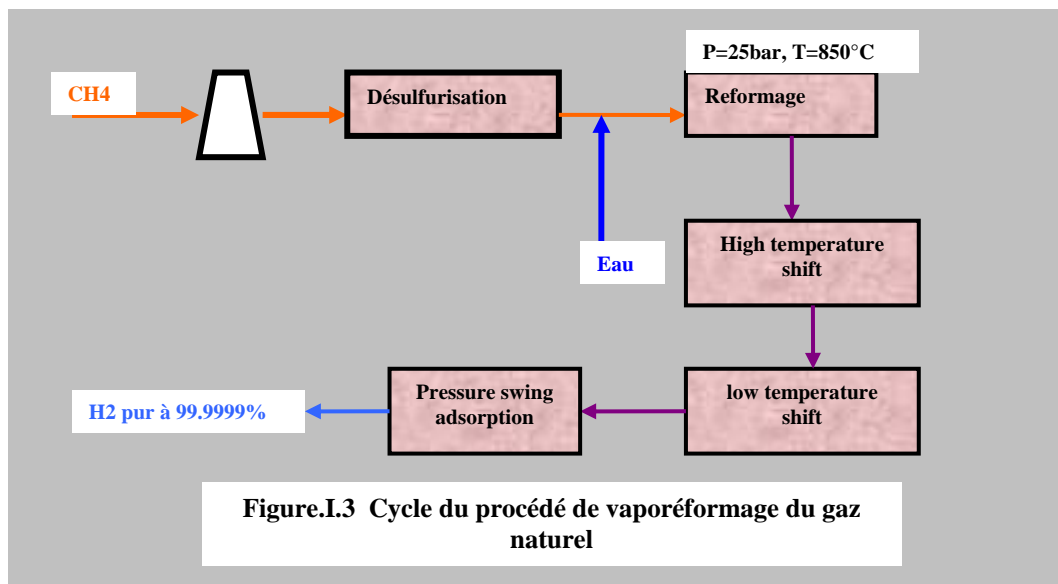 P=25bar, T=850°C
CH4
Désulfurisation
Reformage
Eau
High temperature
shift
low temperature
shift
Pressure swing
adsorption
H2 pur à 99.9999%
Figure.I.3 Cycle du procédé de vaporéformage du gaz
naturel